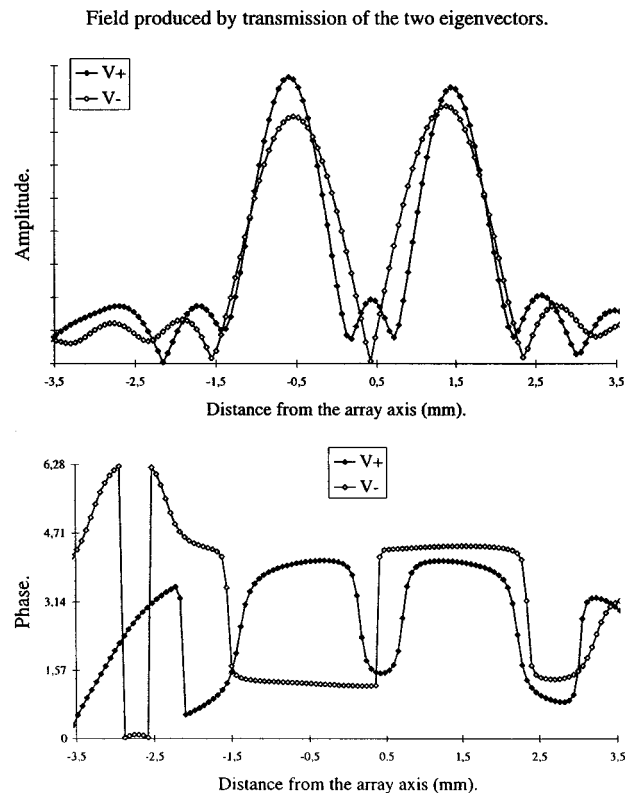 Field produced by transmission of the two eigenvectors.
V+
V-
Amplitude.
-3,5 -2,5 -1,5 -0,5 0,5 1,5 2,5 3,5
Distance from the array axis (mm).
V+
V-
6,28
4,71
3,14
1,57
0
Phase.
-3,5 -2,5 -1,5 -0,5 0,5 1,5 2,5 3,5
Distance from the array axis (mm).